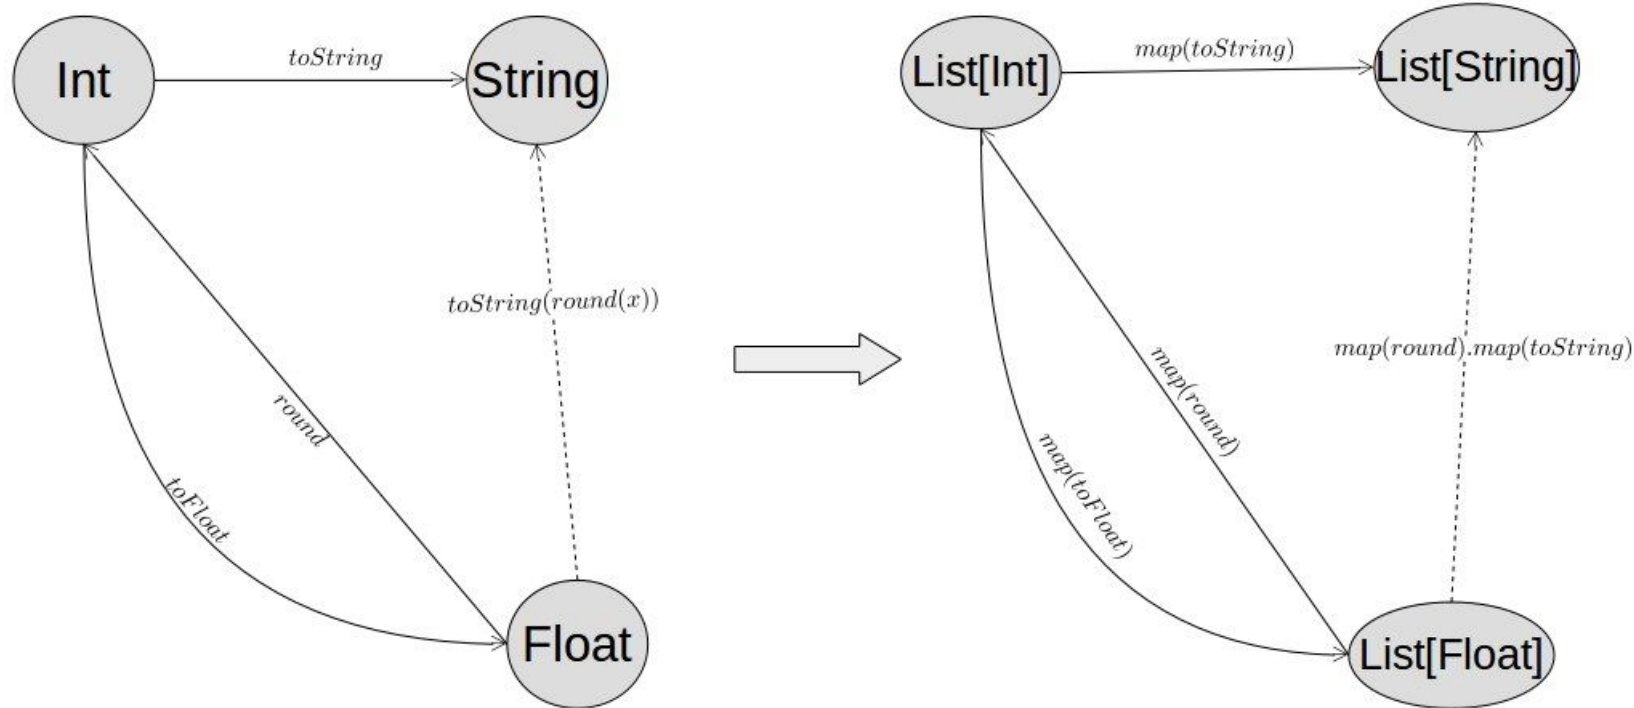 Int
toString
String
toString(round(x))
round
toFloat
Float
List[Int]
map(toString)
List[String]
map(round).map(toString)
map(round)
map(toFloat)
List[Float]